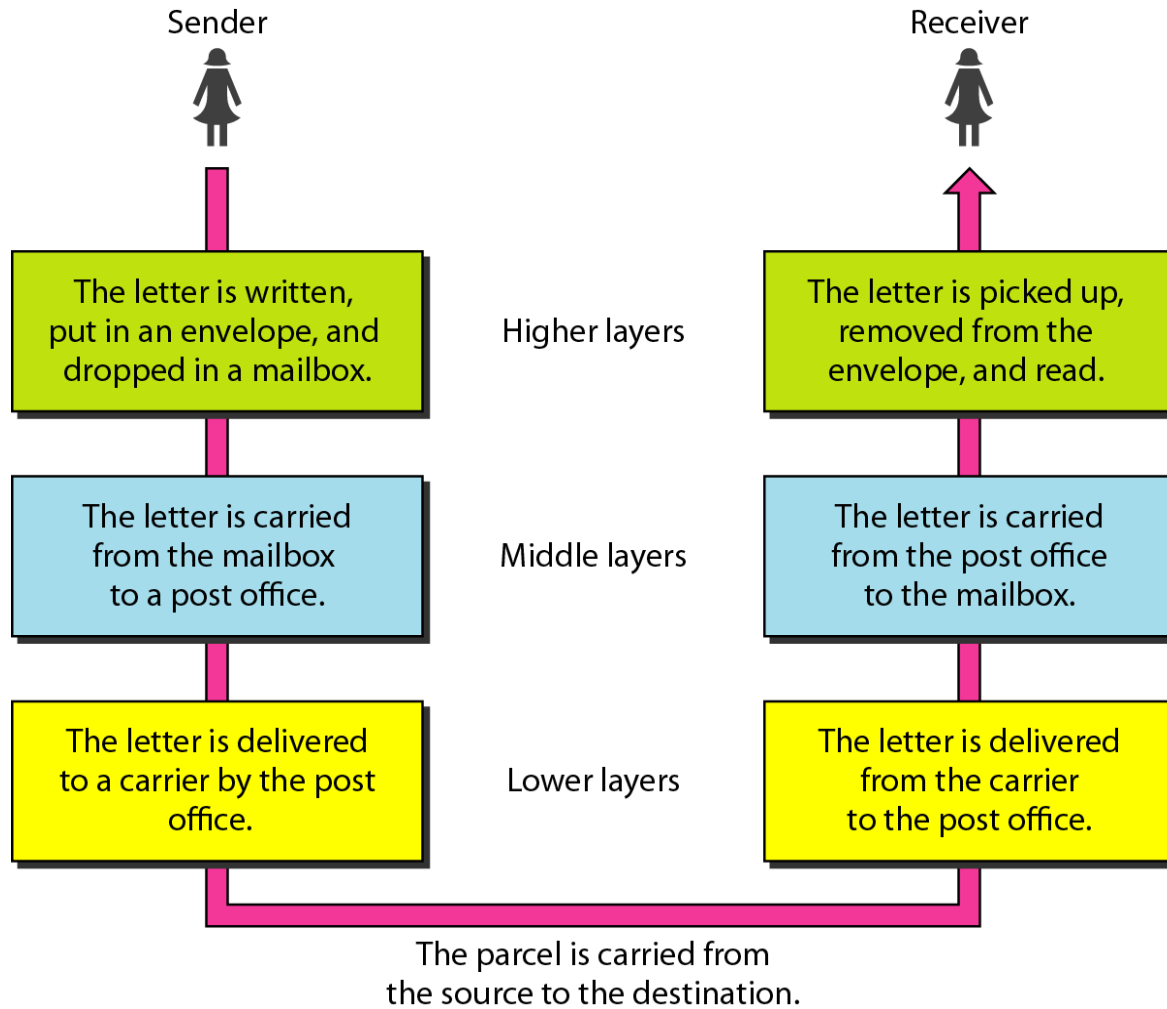 Sender
Receiver
The letter is written,
put in an envelope, and
dropped in a mailbox.
Higher layers
The letter is picked up,
removed from the
envelope, and read.
The letter is carried
from the mailbox
to a post office.
Middle layers
The letter is carried
from the post office
to the mailbox.
The letter is delivered
to a carrier by the post
office.
Lower layers
The letter is delivered
from the carrier
to the post office.
The parcel is carried from
the source to the destination.